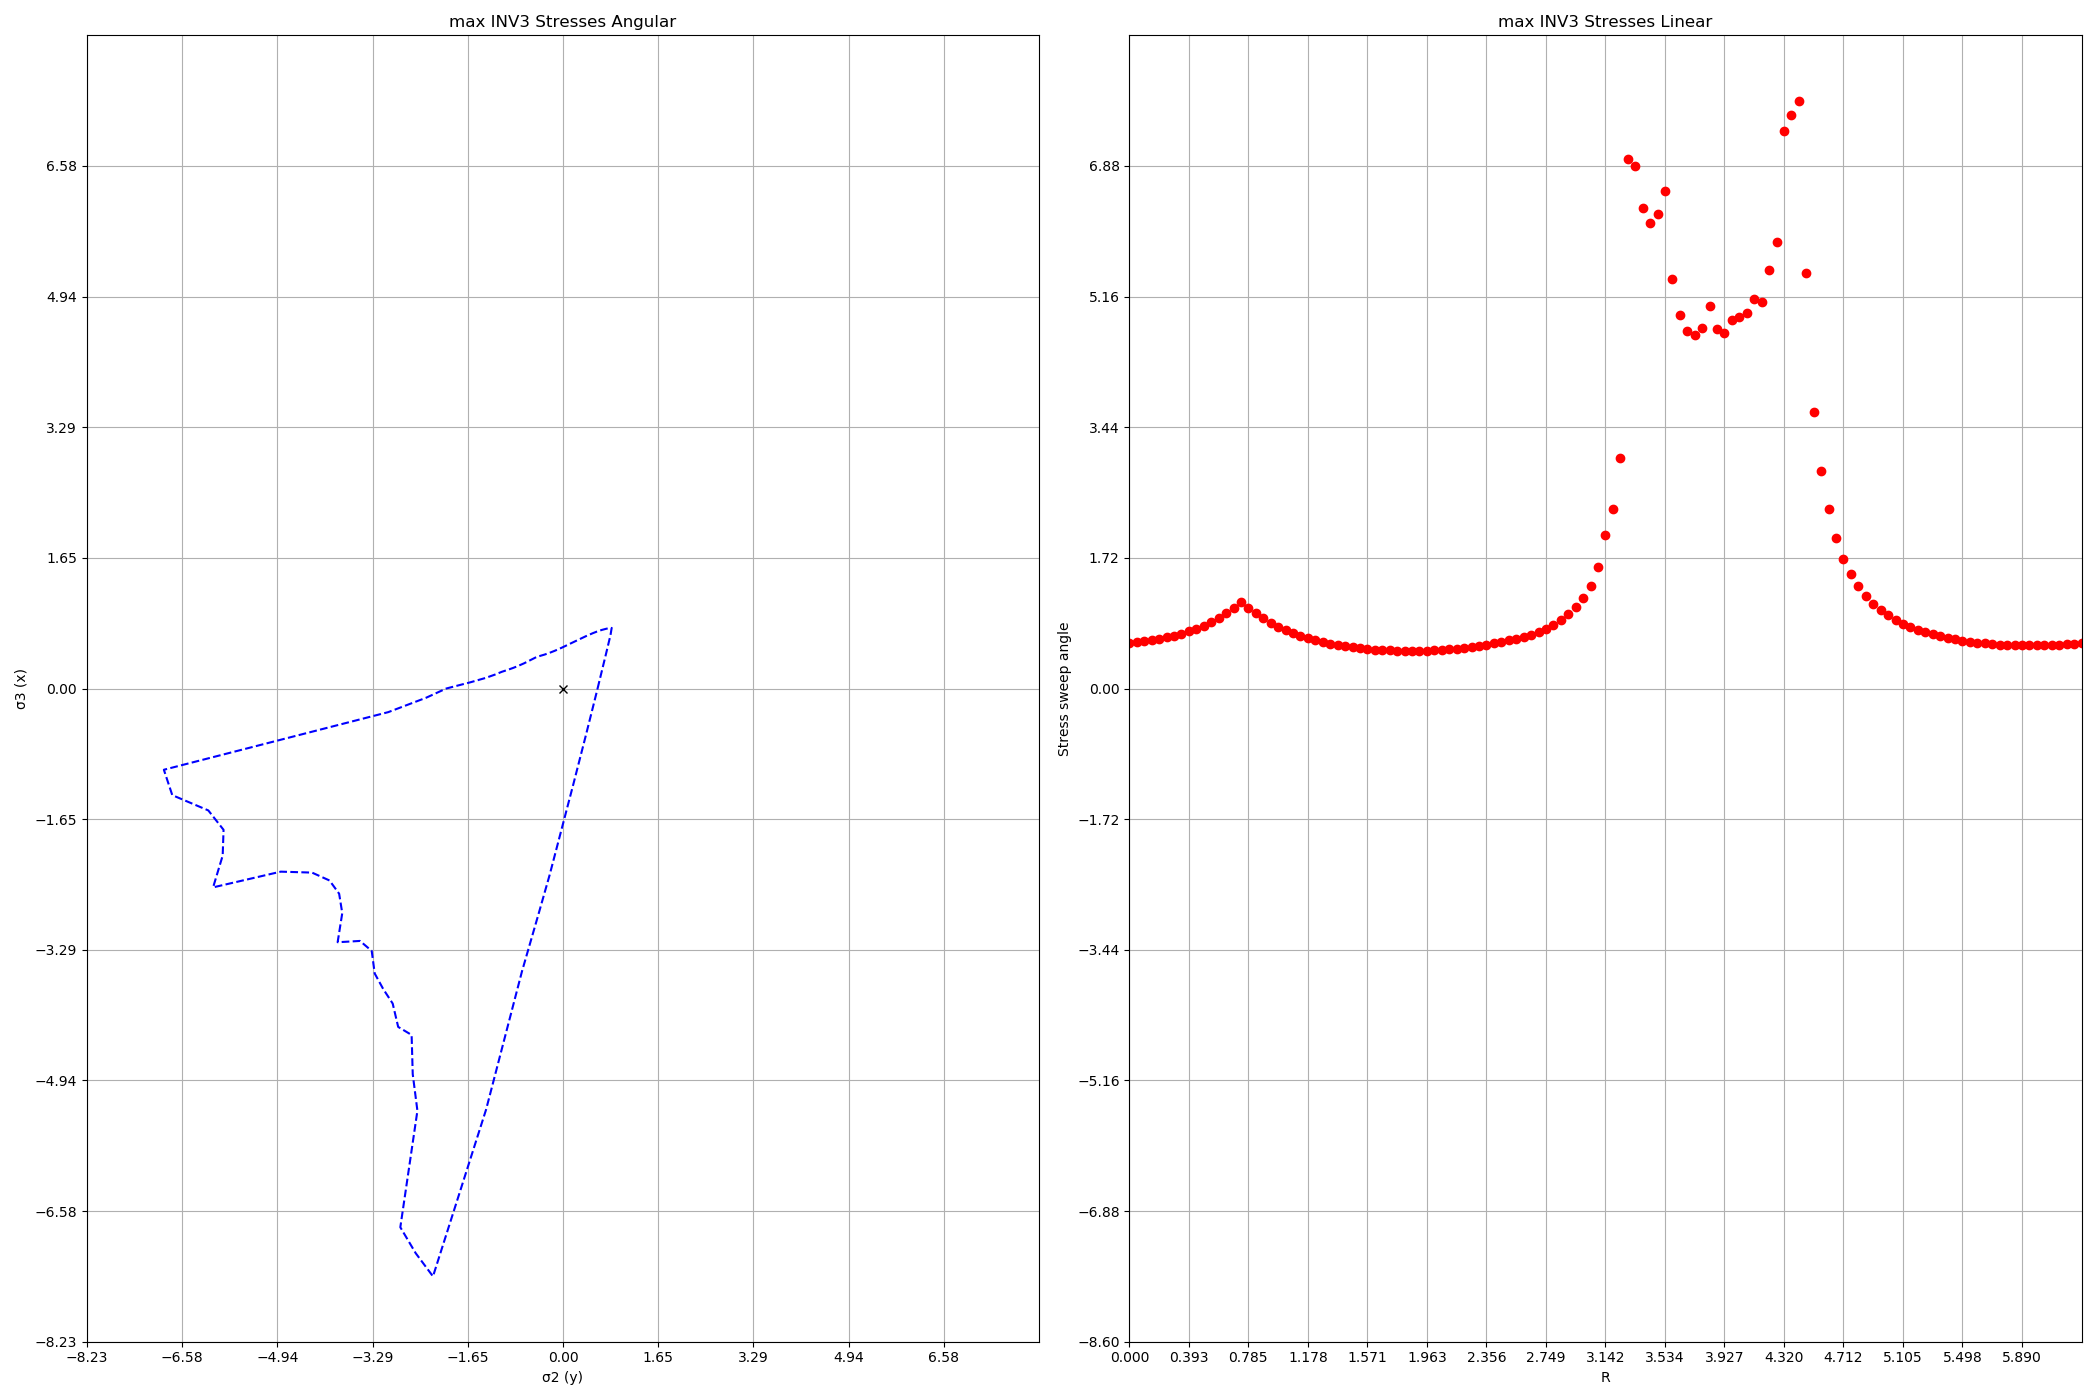 max INV3 Stresses Angular
6.58
4.94
3.29
1.65
0.00
−1.65
−3.29
−4.94
−6.58
−8.23
σ3 (x)
−8.23 −6.58 −4.94 −3.29 −1.65 0.00 1.65 3.29 4.94 6.58
σ2 (y)
max INV3 Stresses Linear
6.88
5.16
3.44
1.72
0.00
−1.72
−3.44
−5.16
−6.88
−8.60
Stress sweep angle
0.000 0.393 0.785 1.178 1.571 1.963 2.356 2.749 3.142 3.534 3.927 4.320 4.712 5.105 5.498 5.890
R